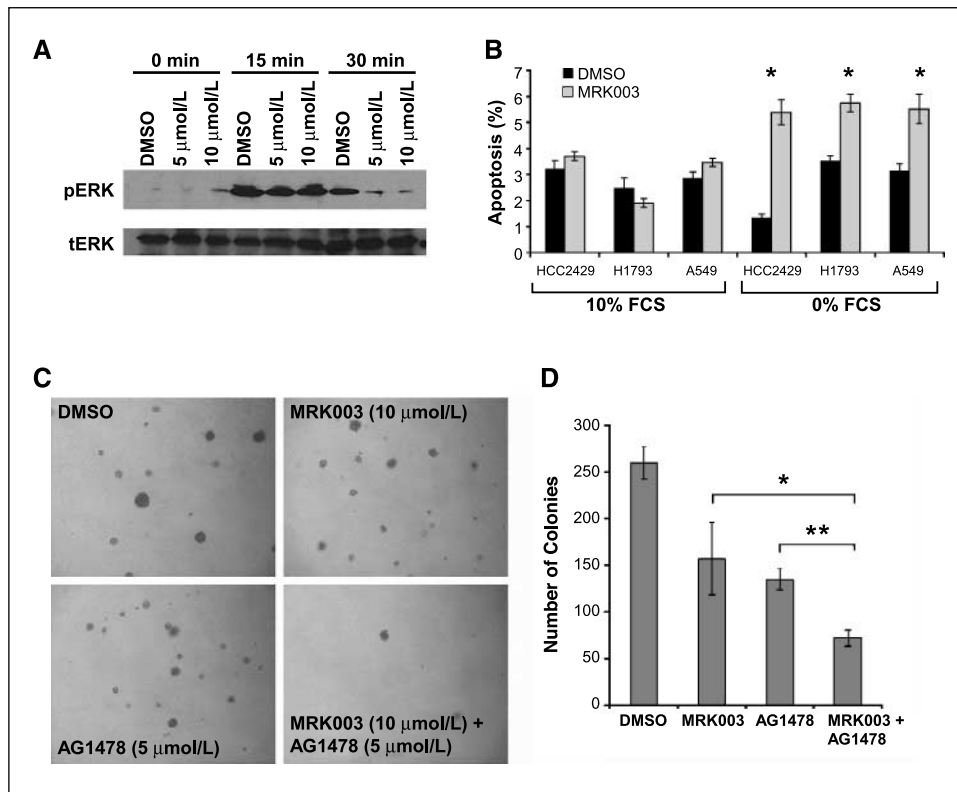 A
0 min 15 min 30 min
DMSO 5 μmol/L 10 μmol/L DMSO 5 μmol/L 10 μmol/L DMSO 5 μmol/L 10 μmol/L
pERK
tERK
B
DMSO
MRK003
Apoptosis (%)
7
6
5
4
3
2
1
0
* * *
HCC2429 H1793 A549 HCC2429 H1793 A549
10% FCS 0% FCS
C
DMSO
MRK003 (10 μmol/L)
AG1478 (5 μmol/L)
MRK003 (10 μmol/L) +
AG1478 (5 μmol/L)
D
Number of Colonies
300
250
200
150
100
50
0
*
**
DMSO MRK003 AG1478 MRK003 +
AG1478